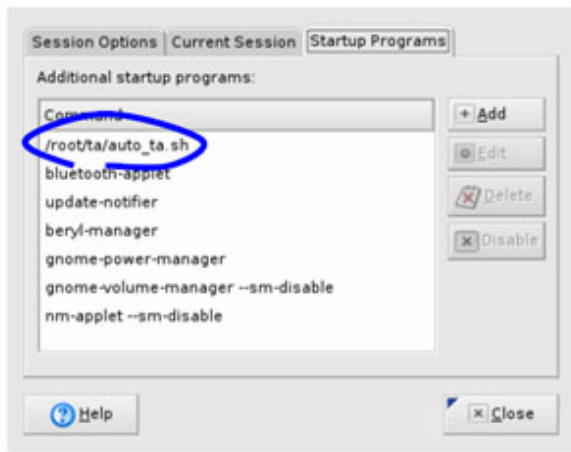 Session Options Current Session Startup Programs
Additional startup programs:
Command
/root/ta/auto_ta.sh
bluetooth-applet
update-notifier
beryl-manager
gnome-power-manager
gnome-volume-manager --sm-disable
nm-applet --sm-disable
Add
Edit
Delete
Disable
Help
Close